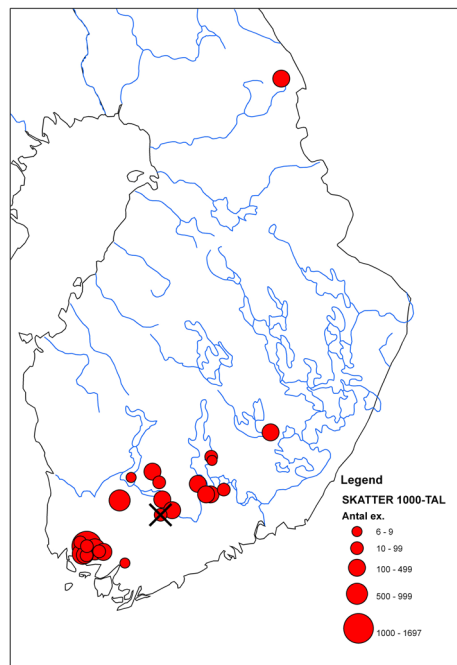 Legend
SKATTER 1000-TAL
Antal ex.
6 - 9
10 - 99
100 - 499
500 - 999
1000 - 1697